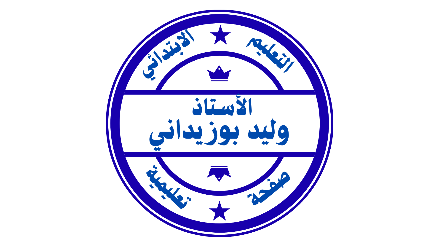 التعليم الابتدائي
الأستاذ
وليد بوزيداني
صفحة تعليمية